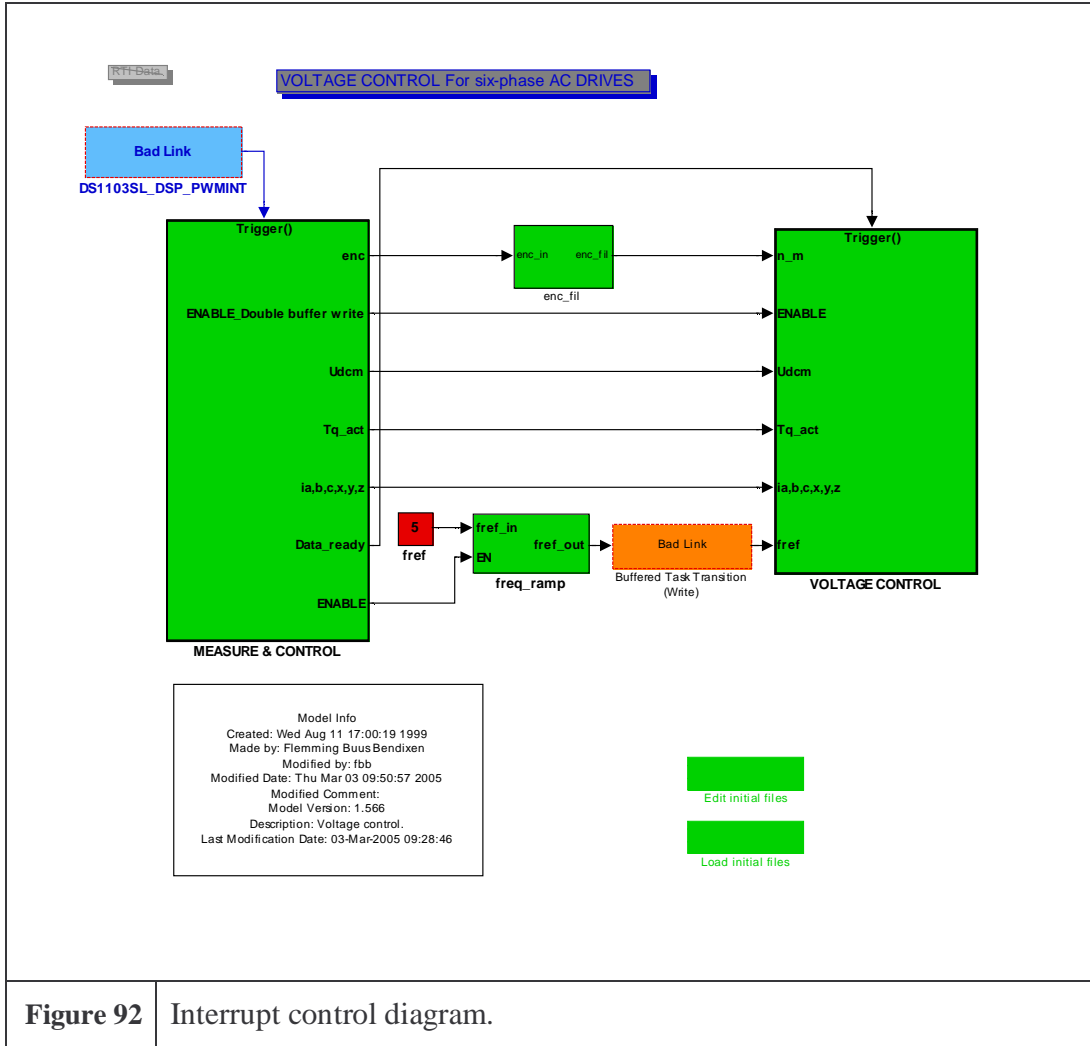 RTI Data
VOLTAGE CONTROL For six-phase AC DRIVES
Bad Link
DS1103SL_DSP_PWMINT
Trigger()
enc
ENABLE_Double buffer write
Udcm
Tq_act
ia,b,c,x,y,z
Data_ready
ENABLE
MEASURE & CONTROL
enc_in enc_fil
enc_fil
5
fref
fref_in
fref_out
EN
freq_ramp
Bad Link
Buffered Task Transition
(Write)
Trigger()
n_m
ENABLE
Udcm
Tq_act
ia,b,c,x,y,z
fref
VOLTAGE CONTROL
Model Info
Created: Wed Aug 11 17:00:19 1999
Made by: Flemming Buus Bendixen
Modified by: fbb
Modified Date: Thu Mar 03 09:50:57 2005
Modified Comment:
Model Version: 1.566
Description: Voltage control.
Last Modification Date: 03-Mar-2005 09:28:46
Edit initial files
Load initial files
Figure 92 Interrupt control diagram.